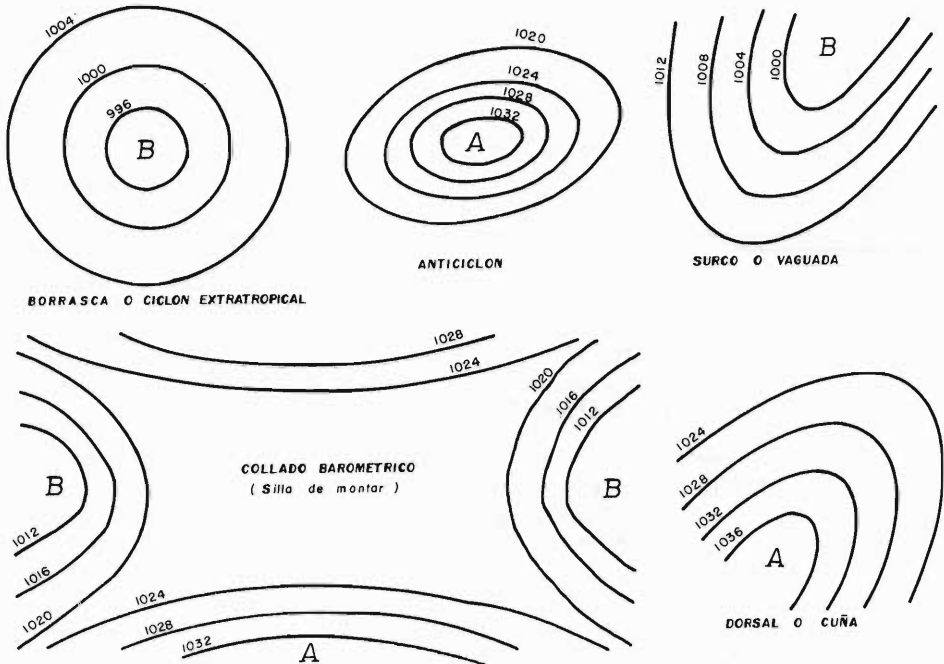 1004
1000
996
B
BORRASCA O CICLON EXTRATROPICAL
1020
1024
1028
1032
A
ANTICICLON
1012
1008
1004
1000
B
SURCO O VAGUADA
1028
1024
1020
1016
1012
B
B
COLLADO BAROMETRICO
( Silla de montar )
1012
1016
1020
1024
1028
1032
A
1024
1028
1032
1036
A
DORSAL O CUÑA